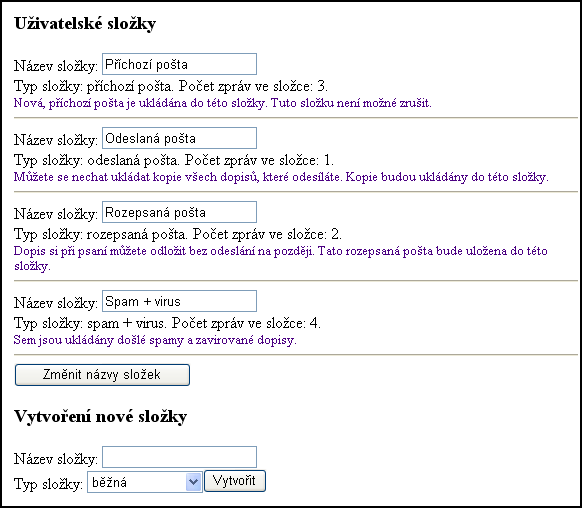 Uživatelské složky
Název složky: Příchozí pošta
Typ složky: příchozí pošta. Počet zpráv ve složce: 3.
Nová, příchozí pošta je ukládána do této složky. Tuto složku není možné zrušit.
Název složky: Odeslaná pošta
Typ složky: odeslaná pošta. Počet zpráv ve složce: 1.
Můžete se nechat ukládat kopie všech dopisů, které odesíláte. Kopie budou ukládány do této složky.
Název složky: Rozepsaná pošta
Typ složky: rozepsaná pošta. Počet zpráv ve složce: 2.
Dopis si při psaní můžete odložit bez odeslání na později. Tato rozepsaná pošta bude uložena do této
složky.
Název složky: Spam + virus
Typ složky: spam + virus. Počet zpráv ve složce: 4.
Sem jsou ukládány došlé spamy a zavirované dopisy.
Změnit názvy složek
Vytvoření nové složky
Název složky:
Typ složky: běžná Vytvořit